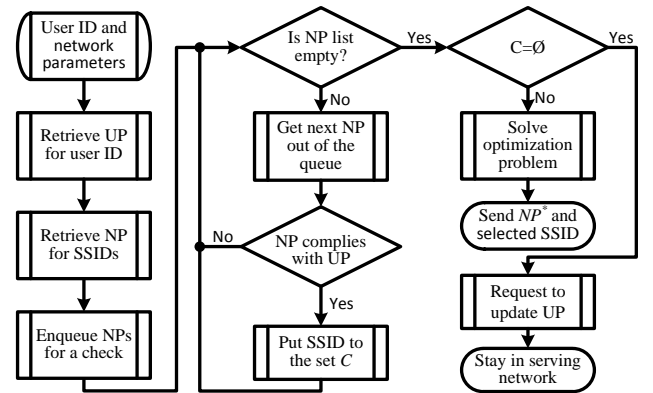 User ID and
network
parameters
Retrieve UP
for user ID
Retrieve NP
for SSIDs
Enqueue NPs
for a check
Is NP list
empty?
Yes
No
Get next NP
out of the
queue
NP complies
with UP
No
Yes
Put SSID to
the set C
C=Ø
Yes
No
Solve
optimization
problem
Send NP* and
selected SSID
Request to
update UP
Stay in serving
network